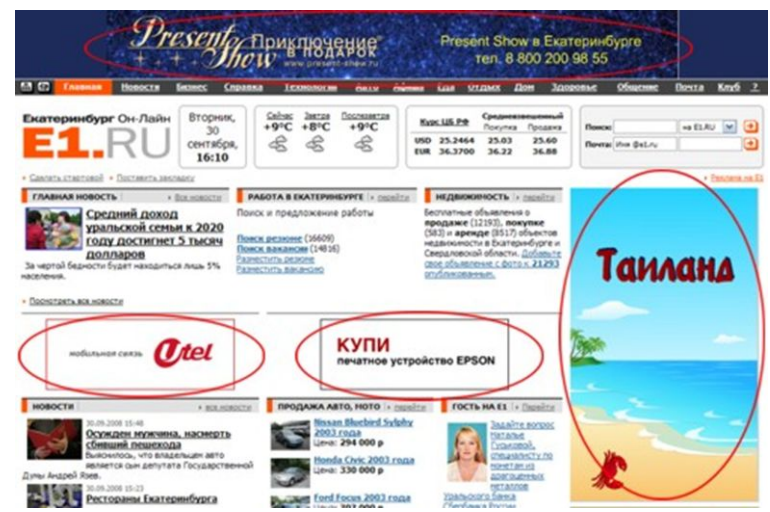 Present Show
Приключение®
в подарок
www.present-show.ru
Present Show в Екатеринбурге
тел. 8 800 200 98 55
Главная Новости Бизнес Справка Технологии Авто Афиша Еда Отдых Дом Здоровье Общение Почта Клуб ?
Екатеринбург Он-Лайн
E1.RU
Вторник,
30
сентября,
16:10
Сейчас Завтра Послезавтра
+9°C +8°C +9°C
Курс ЦБ РФ Средневзвешенный
Покупка Продажа
USD 25.2464 25.03 25.60
EUR 36.3700 36.22 36.88
Поиск: на E1.RU
Почта: Имя @e1.ru
Сделать стартовой Поставить закладку
Реклама на E1
ГЛАВНАЯ НОВОСТЬ Все новости
Средний доход
уральской семьи к 2020
году достигнет 5 тысяч
долларов
За чертой бедности будет находиться лишь 5%
населения.
Посмотреть все новости
РАБОТА В ЕКАТЕРИНБУРГЕ перейти
Поиск и предложение работы
Поиск резюме (16609)
Поиск вакансии (14816)
Разместить резюме
Разместить вакансию
НЕДВИЖИМОСТЬ перейти
Бесплатные объявления о
продаже (12193), покупке
(583) и аренде (8517) объектов
недвижимости в Екатеринбурге и
Свердловской области. Добавьте
свое объявление с фото к 21293
опубликованным.
Таиланд
мобильная связь Utel
КУПИ
печатное устройство EPSON
НОВОСТИ все новости
30.09.2008 15:48
Осужден мужчина, насмерть
сбивший пешехода
Выяснилось, что владельцем авто
является сын депутата Государственной
Думы Андрей Язев.
30.09.2008 15:23
Рестораны Екатеринбурга
ПРОДАЖА АВТО, МОТО перейти
Nissan Bluebird Sylphy
2003 года
Цена: 294 000 р
Honda Civic 2003 года
Цена: 330 000 р
Ford Focus 2003 года
Цена: 307 000 р
ГОСТЬ НА E1 Перейти
Задайте вопрос
Наталье
Гуськовой,
специалисту по
монетам из
драгоценных
металлов
Уральского банка
Сбербанка России